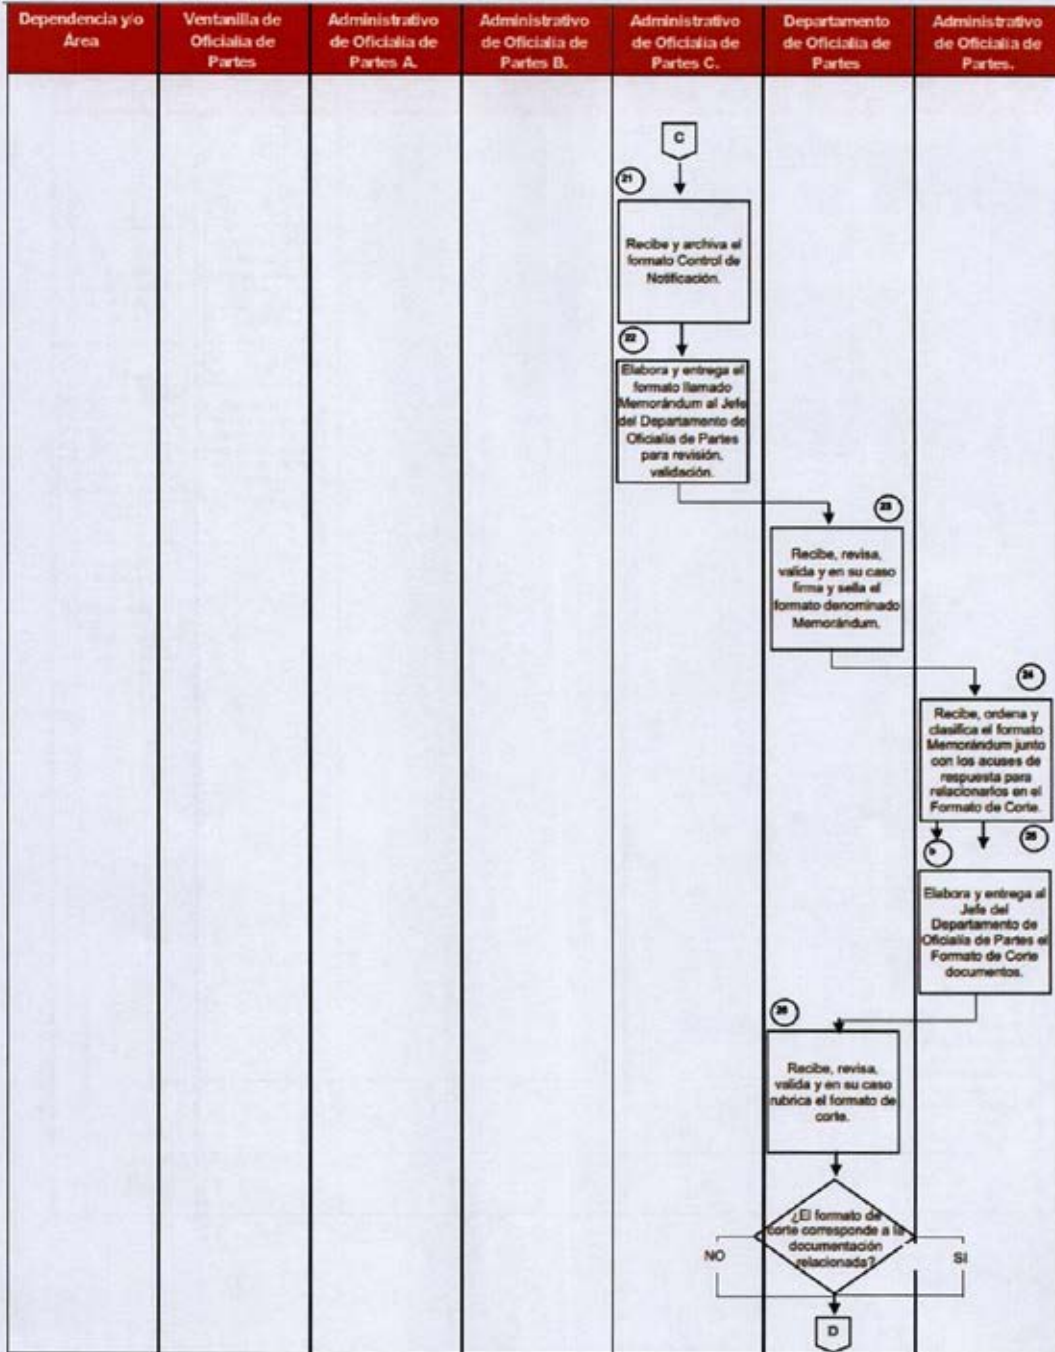 Dependencia y/o
Área
Ventanilla de
Oficialía de
Partes
Administrativo
de Oficialía de
Partes A.
Administrativo
de Oficialía de
Partes B.
Administrativo
de Oficialía de
Partes C.
Departamento
de Oficialía de
Partes
Administrativo
de Oficialía de
Partes.
C
21
Recibe y archiva el
formato Control de
Notificación.
22
Elabora y entrega el
formato llamado
Memorándum al Jefe
del Departamento de
Oficialía de Partes
para revisión,
validación.
23
Recibe, revisa,
valida y en su caso
firma y sella el
formato denominado
Memorándum.
24
Recibe, ordena y
clasifica el formato
Memorándum junto
con los acuses de
respuesta para
relacionarlos en el
Formato de Corte.
25
Elabora y entrega al
Jefe del
Departamento de
Oficialía de Partes el
Formato de Corte
documentos.
26
Recibe, revisa,
valida y en su caso
rubrica el formato de
corte.
¿El formato de
corte corresponde a la
documentación
relacionada?
NO
SI
D